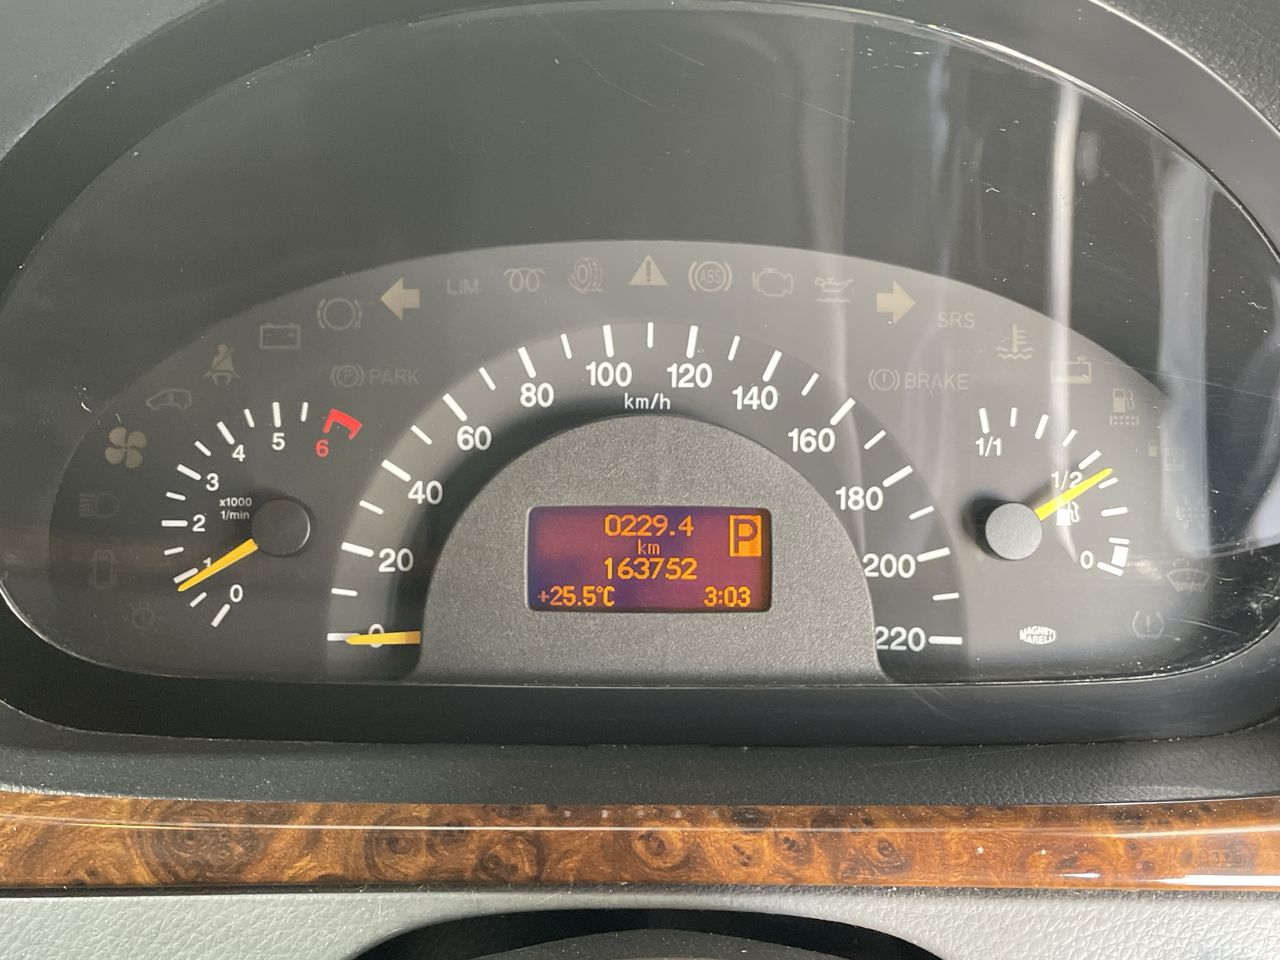 LIM
ABS
SRS
PARK
BRAKE
0
1
2
3
4
5
6
x1000
1/min
0
20
40
60
80
100
120
140
160
180
200
220
km/h
0229.4
km
163752
+25.5°C
3:03
P
1/1
1/2
0
MAGNETI
MARELLI